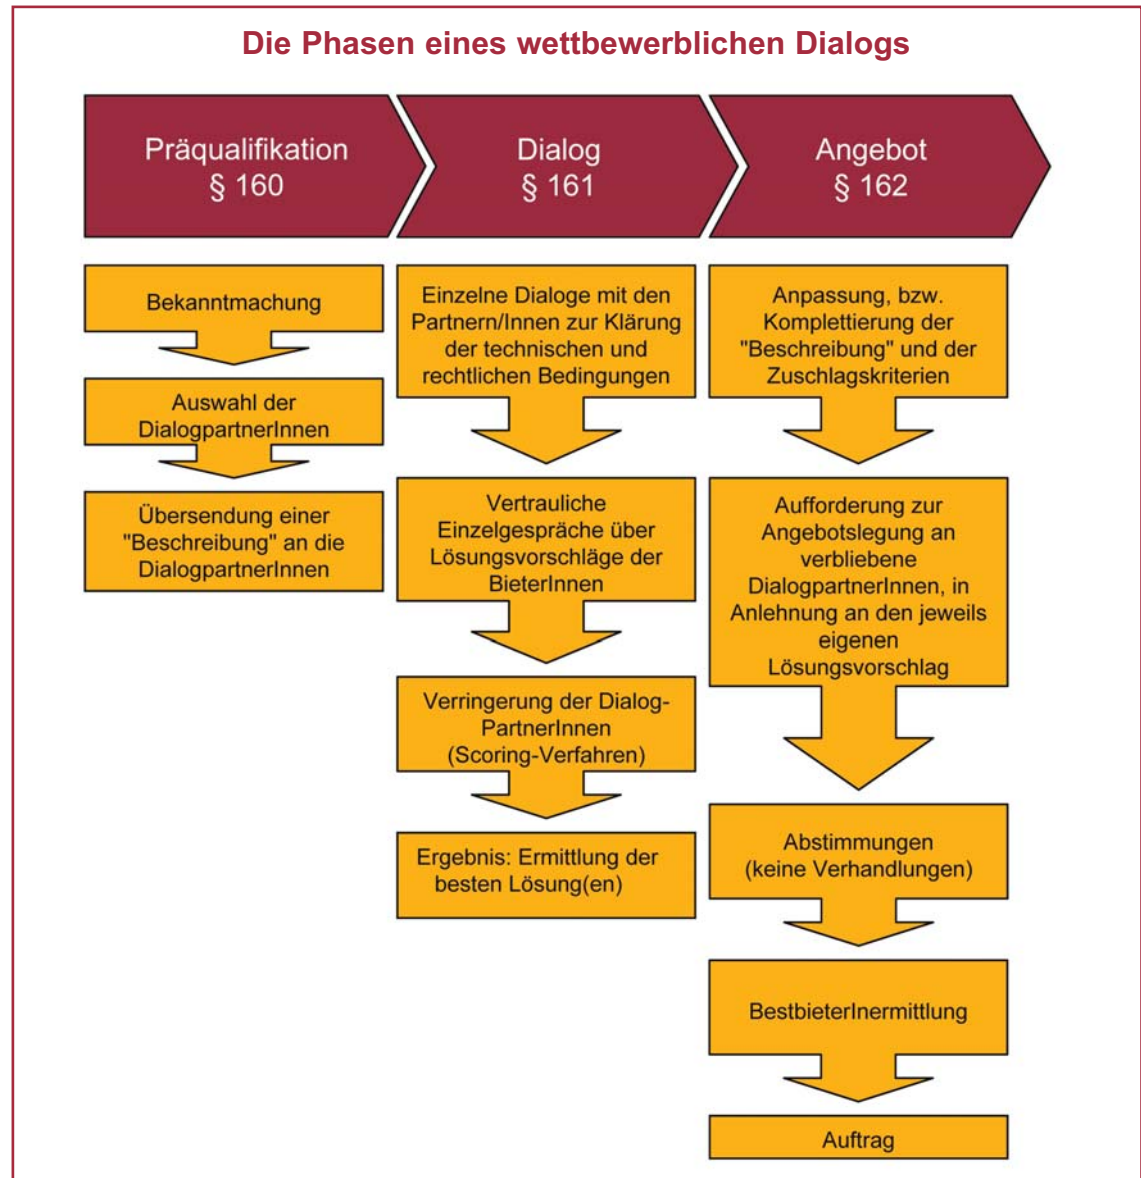 Die Phasen eines wettbewerblichen Dialogs
Präqualifikation
§ 160
Dialog
§ 161
Angebot
§ 162
Bekanntmachung
Auswahl der
DialogpartnerInnen
Übersendung einer
"Beschreibung" an die
DialogpartnerInnen
Einzelne Dialoge mit den
Partnern/Innen zur Klärung
der technischen und
rechtlichen Bedingungen
Vertrauliche
Einzelgespräche über
Lösungsvorschläge der
BieterInnen
Verringerung der Dialog-
PartnerInnen
(Scoring-Verfahren)
Ergebnis: Ermittlung der
besten Lösung(en)
Anpassung, bzw.
Komplettierung der
"Beschreibung" und der
Zuschlagskriterien
Aufforderung zur
Angebotslegung an
verbliebene
DialogpartnerInnen, in
Anlehnung an den jeweils
eigenen
Lösungsvorschlag
Abstimmungen
(keine Verhandlungen)
BestbieterInermittlung
Auftrag